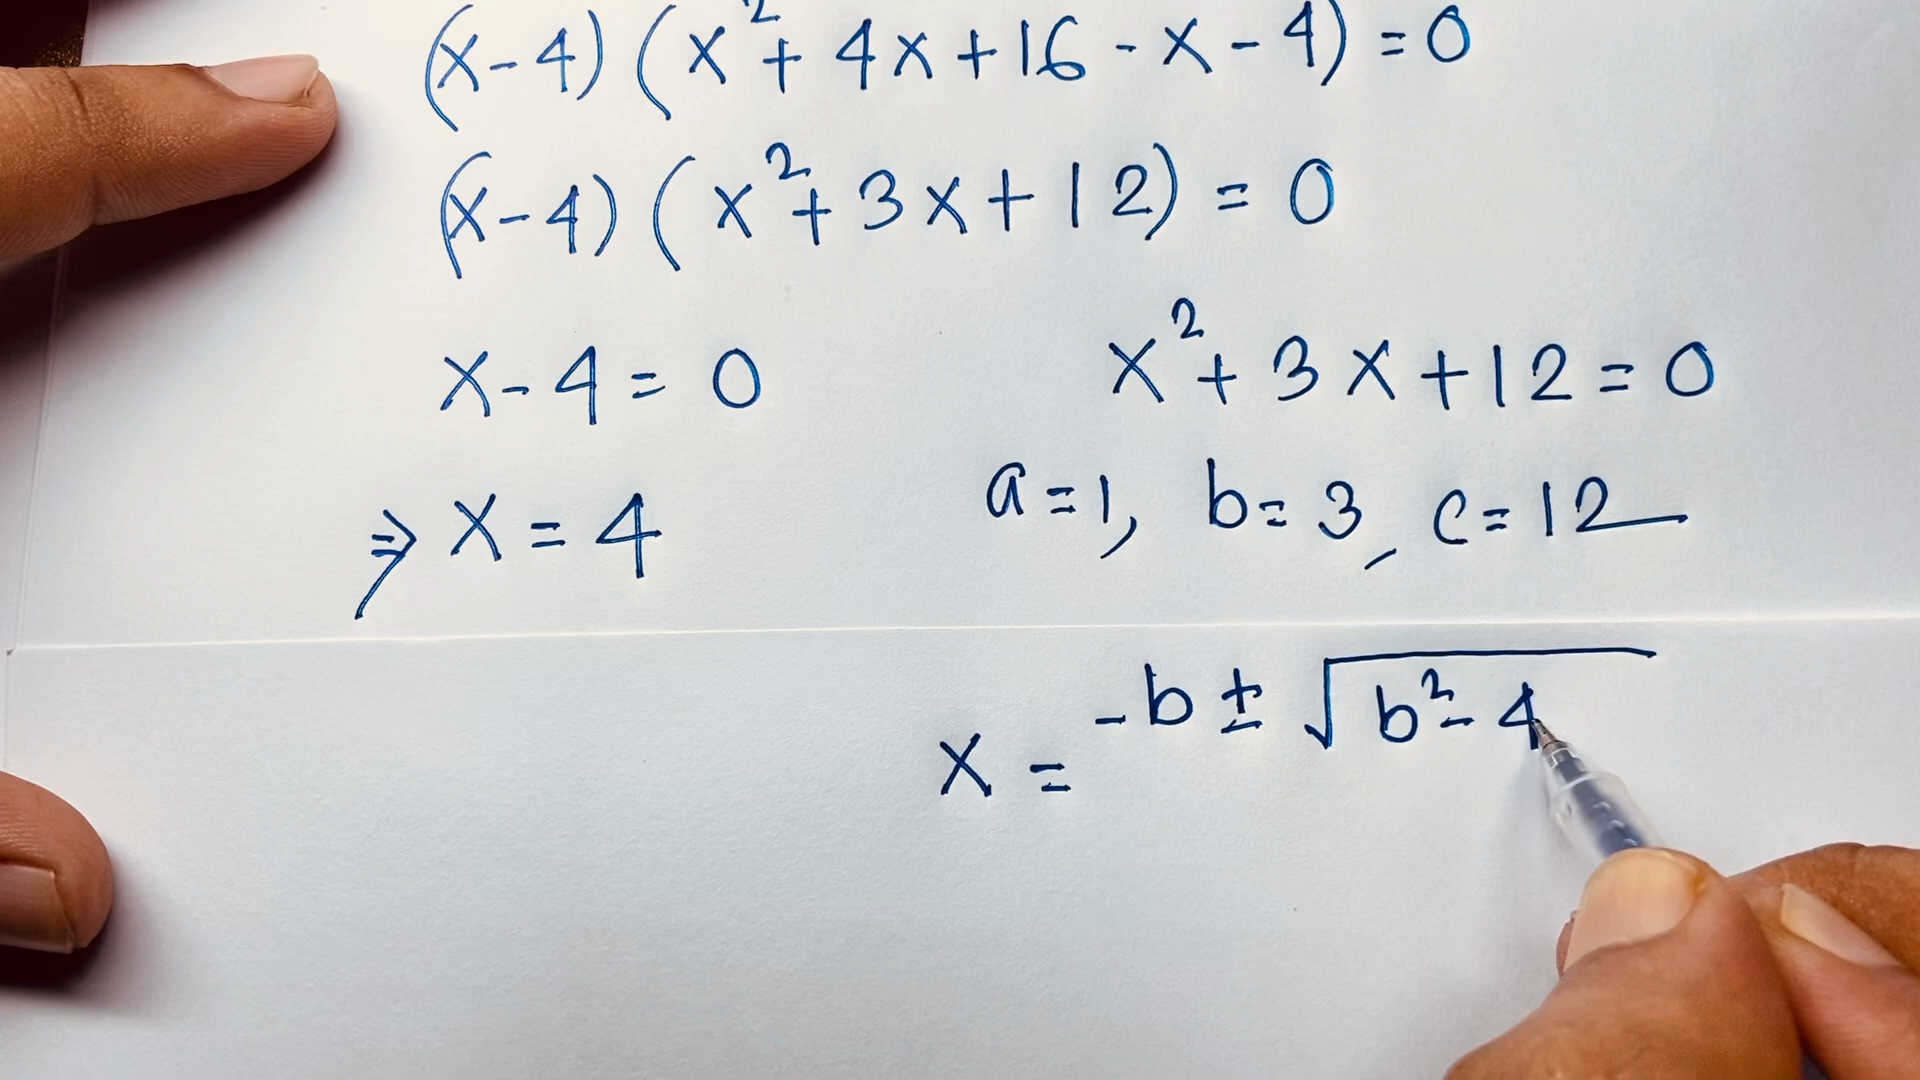 (x-4)(x²+4x+16-x-4)=0
(x-4)(x²+3x+12)=0
x-4=0
x²+3x+12=0
⇒ x=4
a=1, b=3, c=12
x = -b ± √b²-4